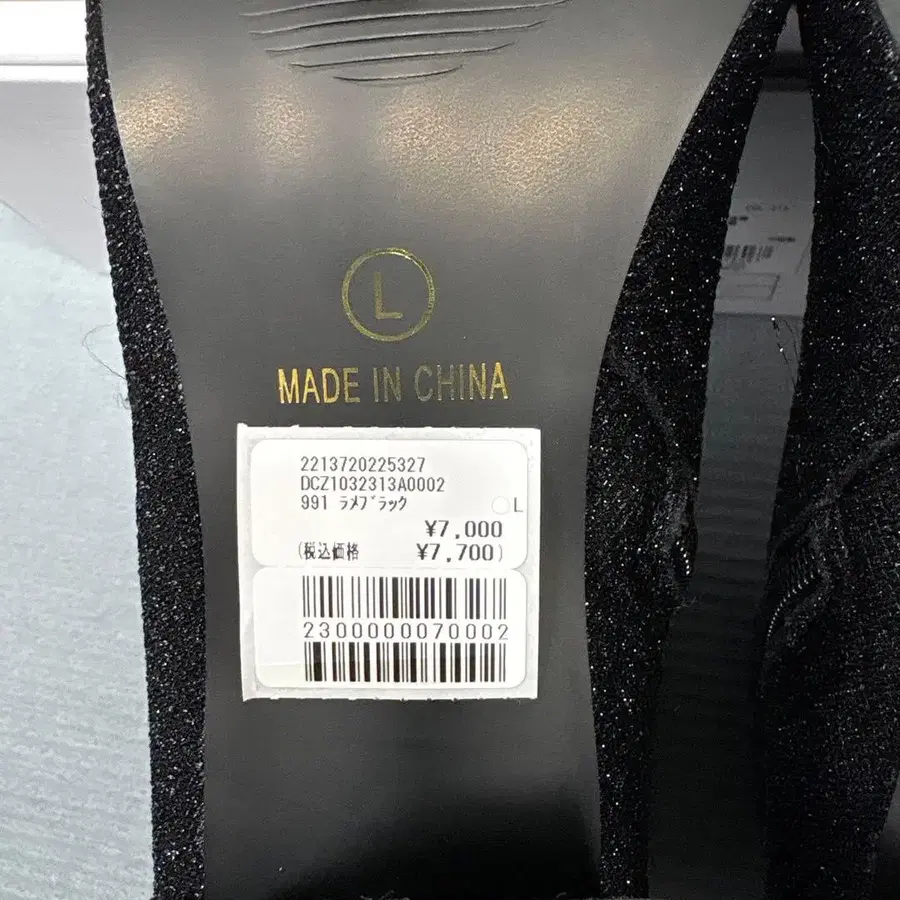 L
MADE IN CHINA
2213720225327
DCZ1032313A0002
991 ﾗﾒﾌﾞﾗｯｸ L
¥7,000
(税込価格 ¥7,700)
2300000070002